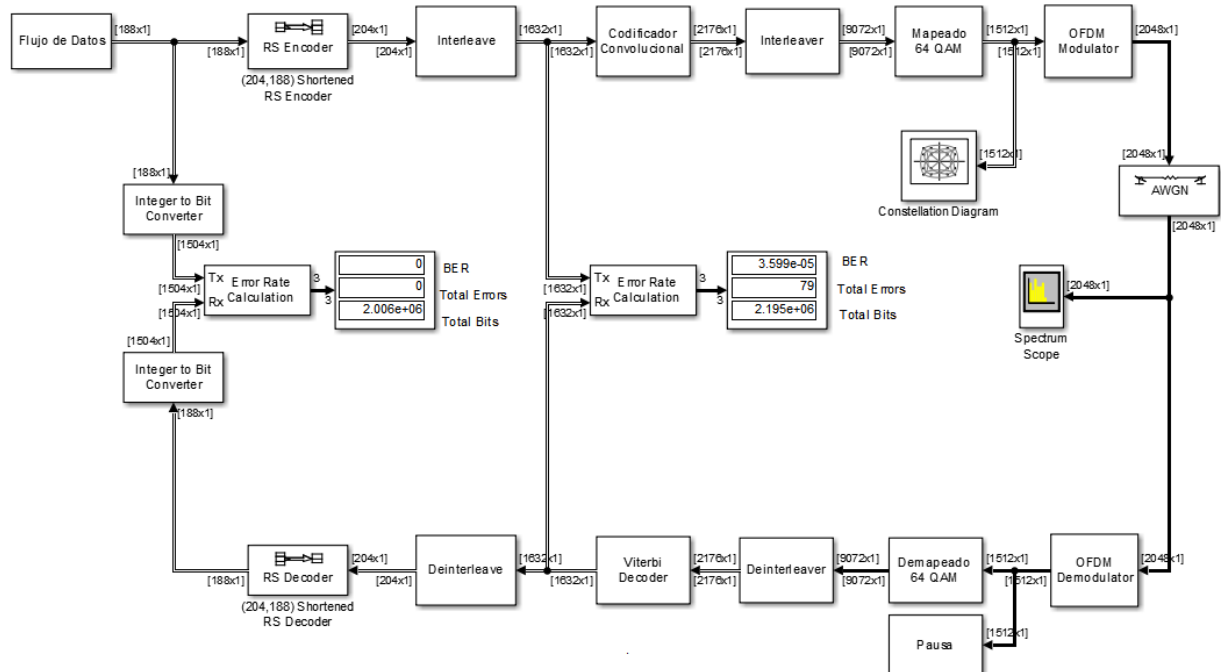 Flujo de Datos
[188x1]
[188x1]
RS Encoder
(204,188) Shortened
RS Encoder
[204x1]
[204x1]
Interleave
[1632x1]
[1632x1]
Codificador
Convolucional
[2176x1]
[2176x1]
Interleaver
[9072x1]
[9072x1]
Mapeado
64 QAM
[1512x1]
[1512x1]
OFDM
Modulator
[2048x1]
[1512x1]
Constellation Diagram
[2048x1]
AWGN
[2048x1]
[188x1]
Integer to Bit
Converter
[1504x1]
[1504x1]
Tx
Rx
Error Rate
Calculation
3
3
0
0
2.006e+06
BER
Total Errors
Total Bits
[1504x1]
[1504x1]
Integer to Bit
Converter
[188x1]
[1632x1]
[1632x1]
Tx
Rx
Error Rate
Calculation
3
3
3.599e-05
79
2.195e+06
BER
Total Errors
Total Bits
[2048x1]
Spectrum
Scope
[188x1]
RS Decoder
(204,188) Shortened
RS Decoder
[204x1]
[204x1]
Deinterleave
[1632x1]
[1632x1]
Viterbi
Decoder
[2176x1]
[2176x1]
Deinterleaver
[9072x1]
[9072x1]
Demapeado
64 QAM
[1512x1]
[1512x1]
OFDM
Demodulator
[2048x1]
Pausa
[1512x1]